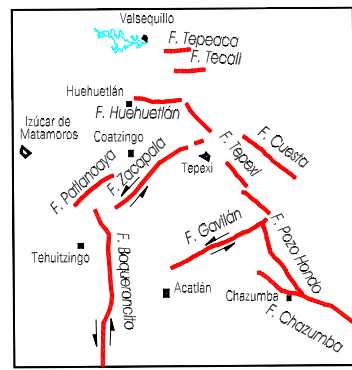 Valsequillo
F. Tepeaca
F. Tecali
Huehuetlán
F. Huehuetlán
Izúcar de
Matamoros
Coatzingo
F. Zacapala
Tepexi
F. Tepexi
F. Cuesta
F. Patlanoaya
F. Gavilán
F. Pozo Hondo
Tehuitzingo
F. Boqueroncito
Acatlán
Chazumba
F. Chazumba